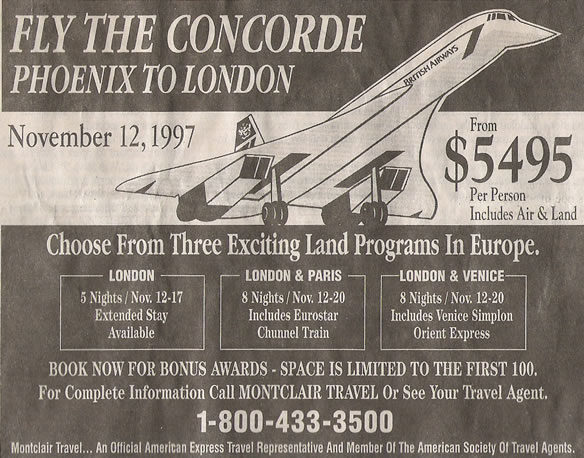 FLY THE CONCORDE
PHOENIX TO LONDON
BRITISH AIRWAYS
November 12, 1997
From
$5495
Per Person
Includes Air & Land
Choose From Three Exciting Land Programs In Europe.
LONDON
5 Nights / Nov. 12-17
Extended Stay
Available
LONDON & PARIS
8 Nights / Nov. 12-20
Includes Eurostar
Chunnel Train
LONDON & VENICE
8 Nights / Nov. 12-20
Includes Venice Simplon
Orient Express
BOOK NOW FOR BONUS AWARDS - SPACE IS LIMITED TO THE FIRST 100.
For Complete Information Call MONTCLAIR TRAVEL Or See Your Travel Agent.
1-800-433-3500
Montclair Travel... An Official American Express Travel Representative And Member Of The American Society Of Travel Agents.